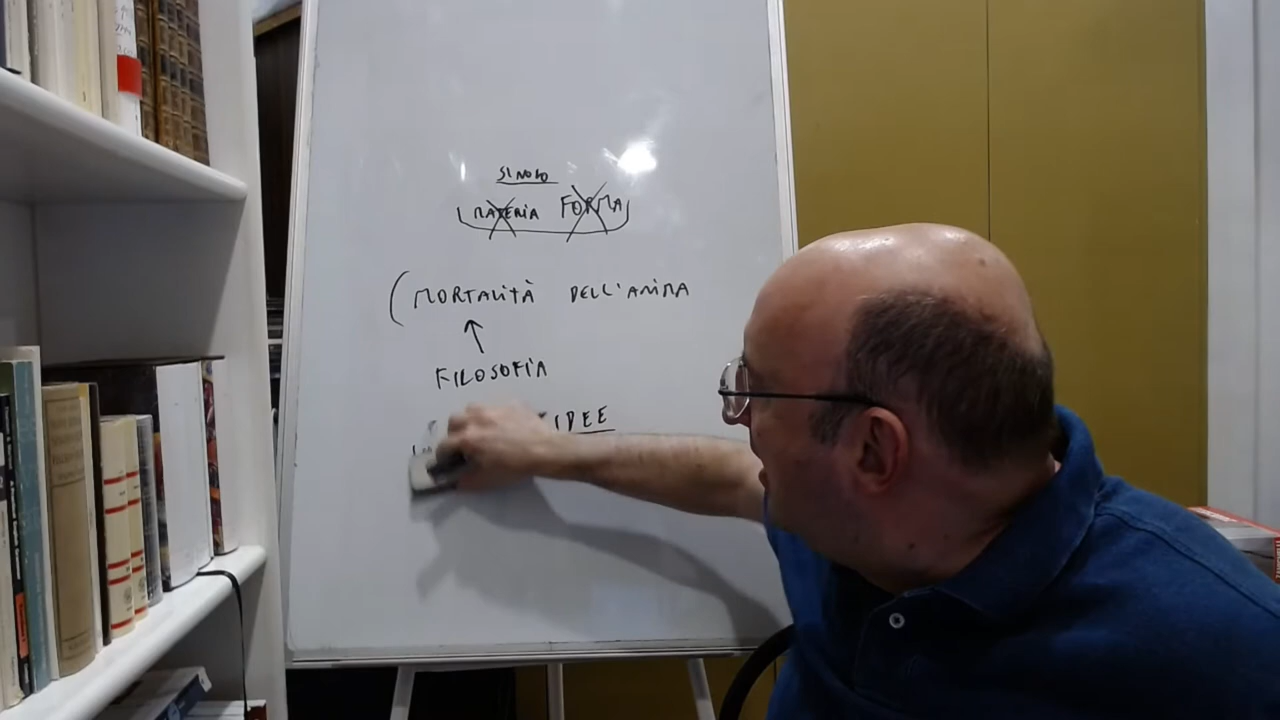 SINOLO
MATERIA FORMA
(MORTALITÀ DELL'ANIMA
FILOSOFIA
IDEE